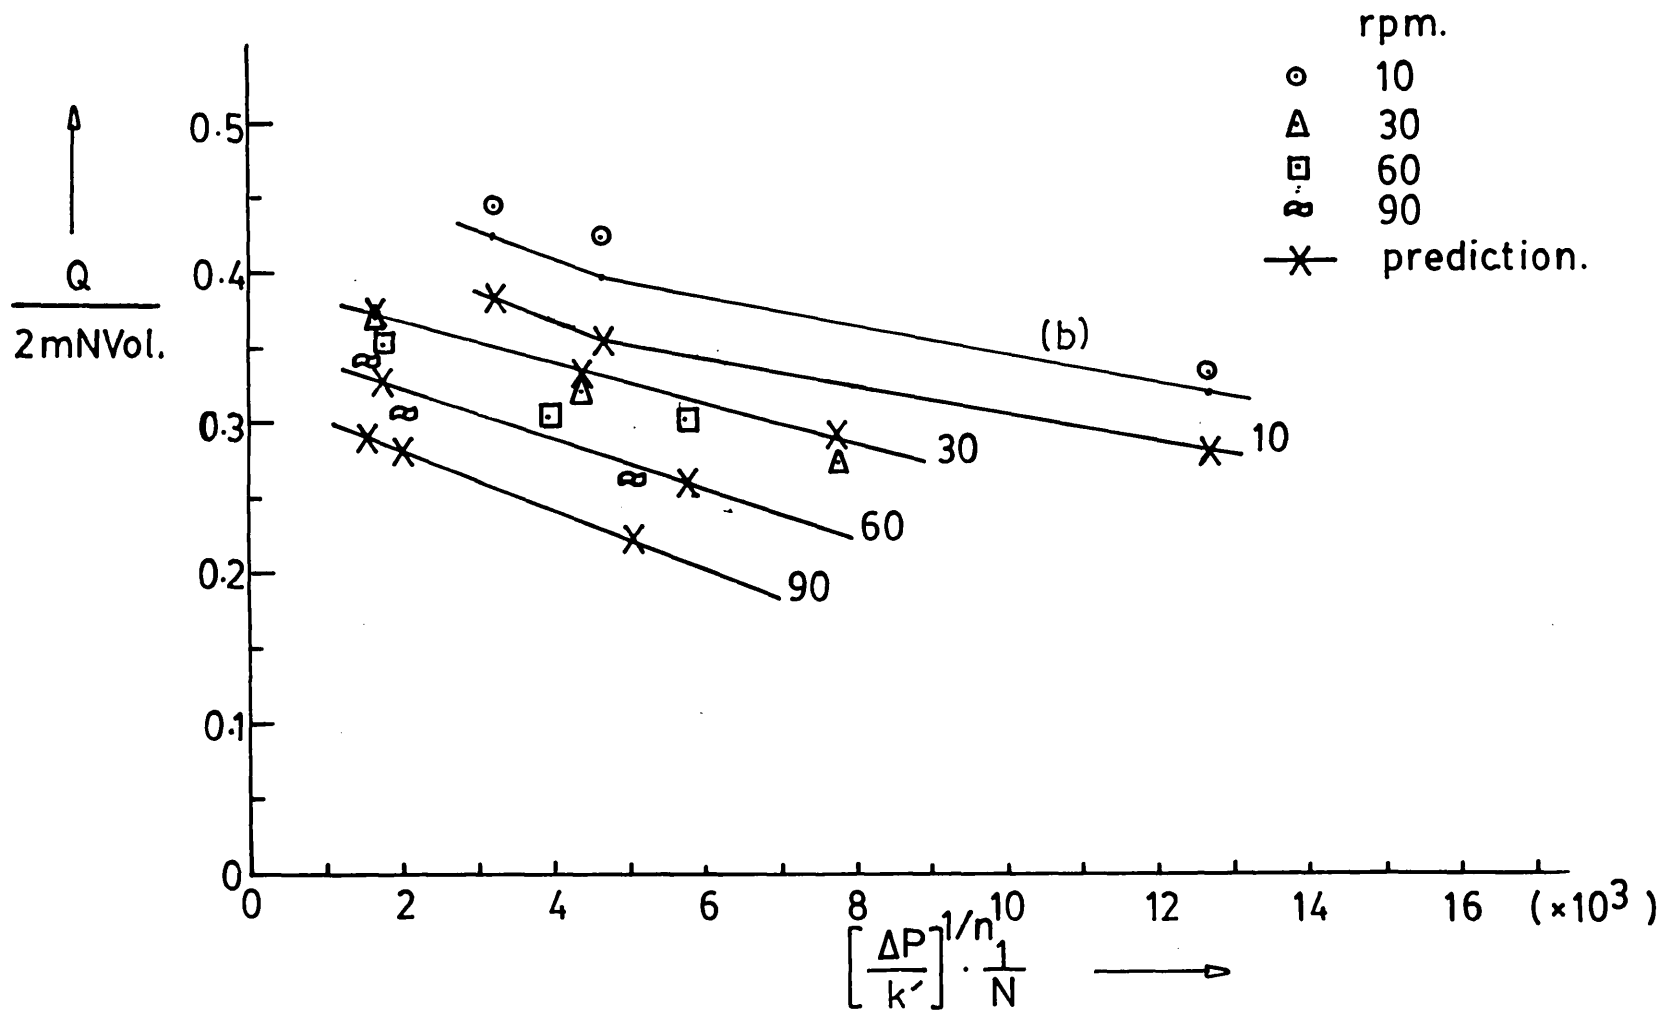 rpm.
10
30
60
90
prediction.
Q
2mNVol.
0.5
0.4
0.3
0.2
0.1
0
(b)
10
30
60
90
0 2 4 6 8 10 12 14 16 (×10³)
[ΔP/k′]^1/n · 1/N